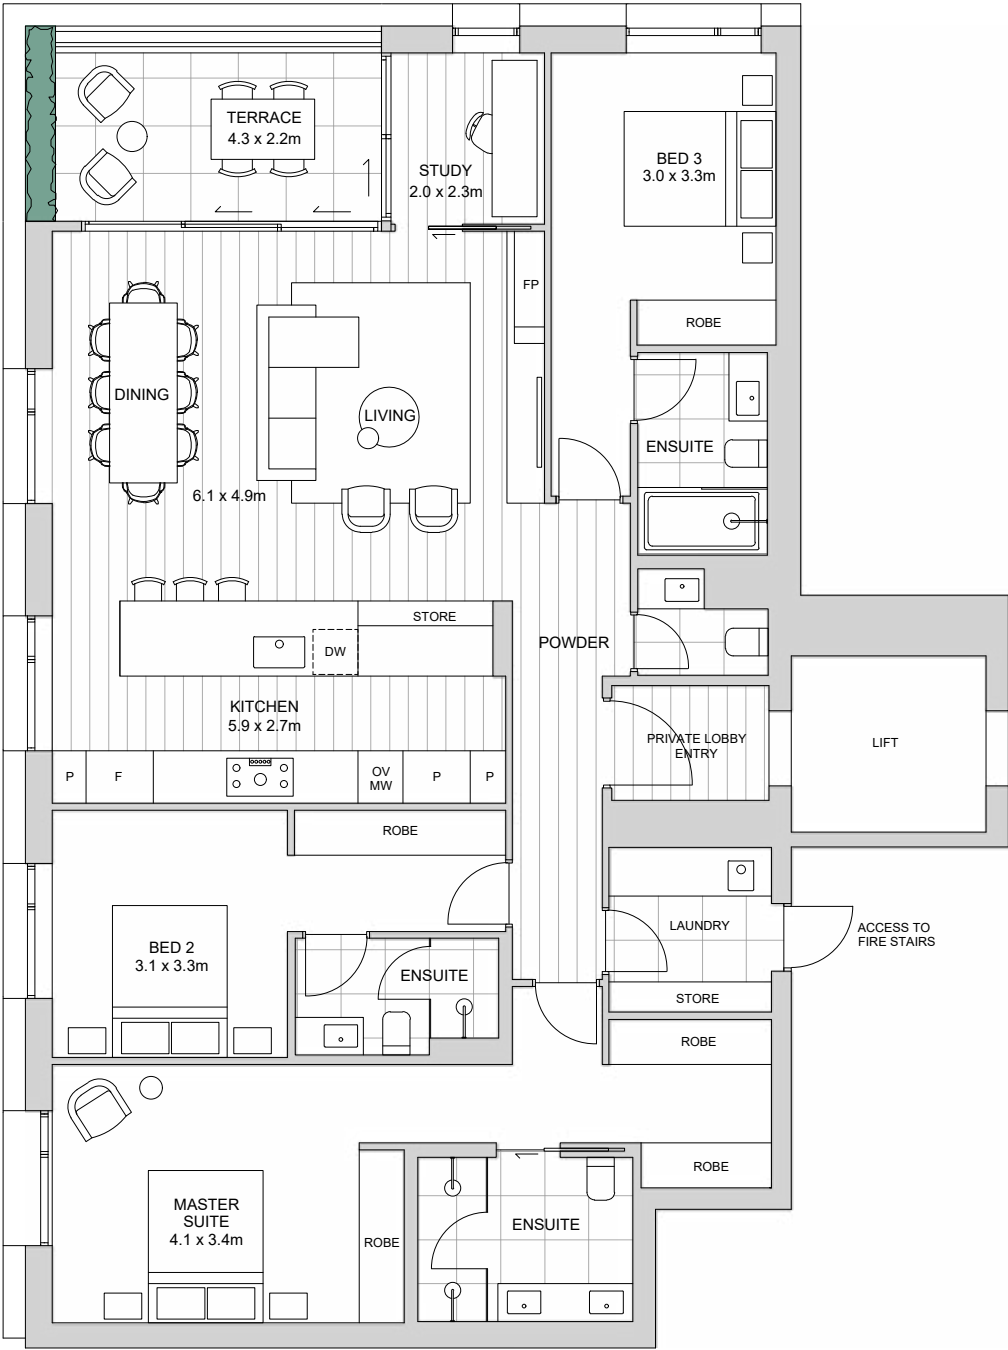 TERRACE
4.3 x 2.2m
STUDY
2.0 x 2.3m
BED 3
3.0 x 3.3m
FP
ROBE
DINING
LIVING
ENSUITE
6.1 x 4.9m
STORE
DW
POWDER
KITCHEN
5.9 x 2.7m
PRIVATE LOBBY
ENTRY
LIFT
P
F
OV
MW
P
P
ROBE
BED 2
3.1 x 3.3m
ENSUITE
LAUNDRY
ACCESS TO
FIRE STAIRS
STORE
ROBE
ROBE
MASTER
SUITE
4.1 x 3.4m
ROBE
ENSUITE